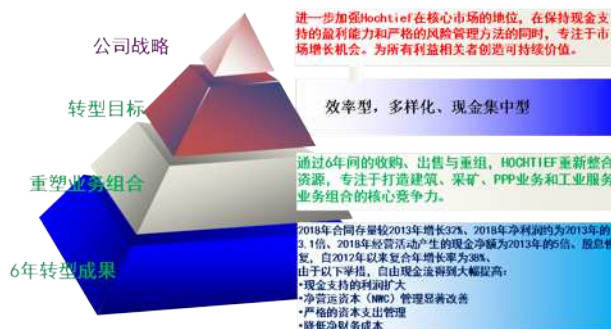 公司战略
进一步加强Hochtief在核心市场的地位，在保持现金支
持的盈利能力和严格的风险管理方法的同时，专注于市
场增长机会。为所有利益相关者创造可持续价值。
转型目标
效率型，多样化、现金集中型
重塑业务组合
通过6年间的收购、出售与重组，HOCHTIEF重新整合
资源，专注于打造建筑、采矿、PPP业务和工业服务
业务组合的核心竞争力。
6年转型成果
2018年合同存量较2013年增长32%、2018年净利润约为2013年的
3.1倍、2018年经营活动产生的现金净额为2013年的5倍、股息恢
复，自2012年以来复合年增长率为38%、
由于以下举措，自由现金流得到大幅提高：
•现金支持的利润扩大
•净营运资本（NWC）管理显著改善
•严格的资本支出管理
•降低净财务成本